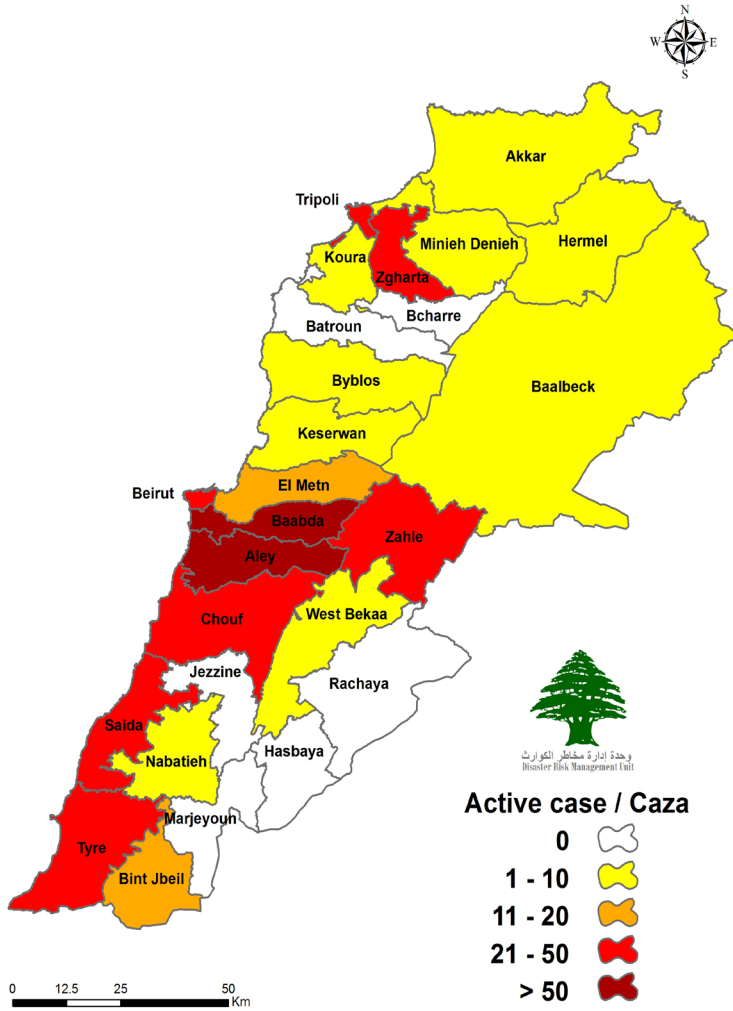 N
W E
S
Akkar
Tripoli
Minieh Denieh
Hermel
Koura
Zgharta
Bcharre
Batroun
Byblos
Baalbeck
Keserwan
El Metn
Beirut
Baabda
Zahle
Aley
West Bekaa
Chouf
Jezzine
Rachaya
Saida
Hasbaya
Nabatieh
Marjeyoun
Tyre
Bint Jbeil
وحدة إدارة مخاطر الكوارث
Disaster Risk Management Unit
Active case / Caza
0
1 - 10
11 - 20
21 - 50
> 50
0 12.5 25 50
Km